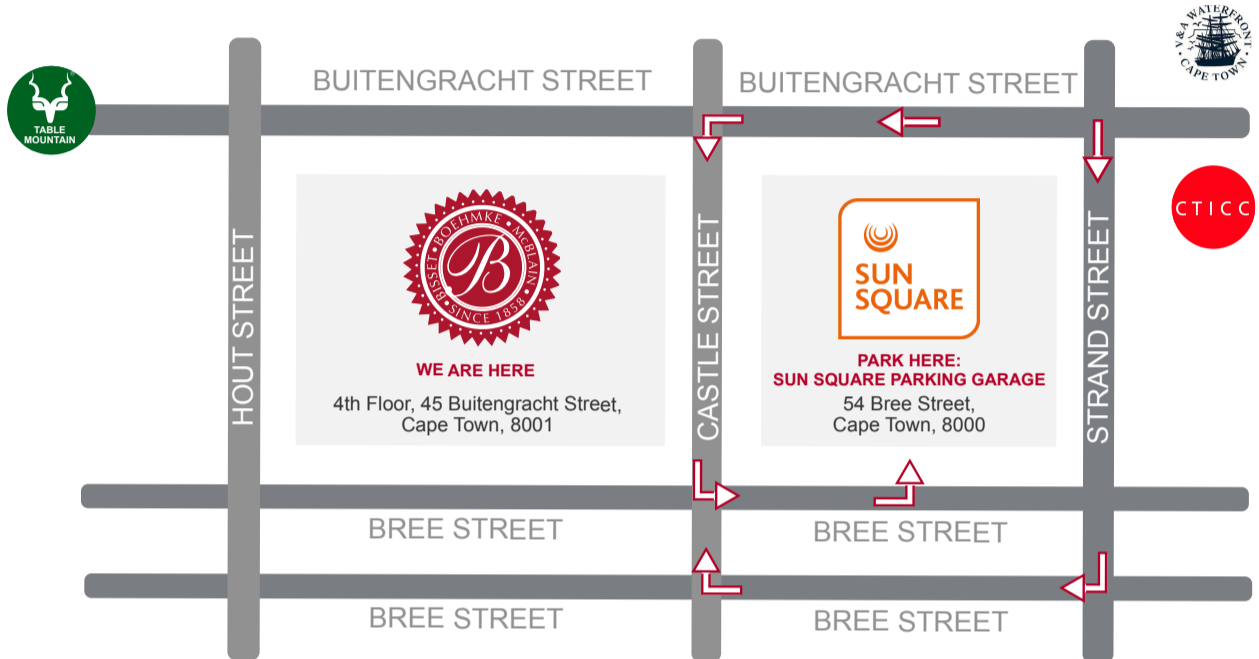 V&A WATERFRONT
CAPE TOWN
BUITENGRACHT STREET
BUITENGRACHT STREET
TABLE
MOUNTAIN
CTICC
HOUT STREET
BISSET • BOEHMKE • McBLAIN
B
SINCE 1858
WE ARE HERE
4th Floor, 45 Buitengracht Street,
Cape Town, 8001
CASTLE STREET
SUN
SQUARE
PARK HERE:
SUN SQUARE PARKING GARAGE
54 Bree Street,
Cape Town, 8000
STRAND STREET
BREE STREET
BREE STREET
BREE STREET
BREE STREET